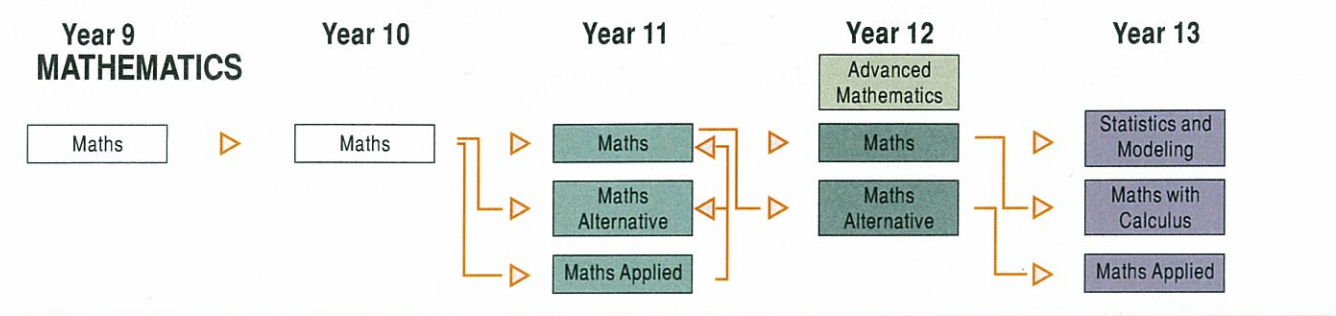 Year 9
MATHEMATICS
Maths
Year 10
Maths
Year 11
Maths
Maths
Alternative
Maths Applied
Year 12
Advanced
Mathematics
Maths
Maths
Alternative
Year 13
Statistics and
Modeling
Maths with
Calculus
Maths Applied